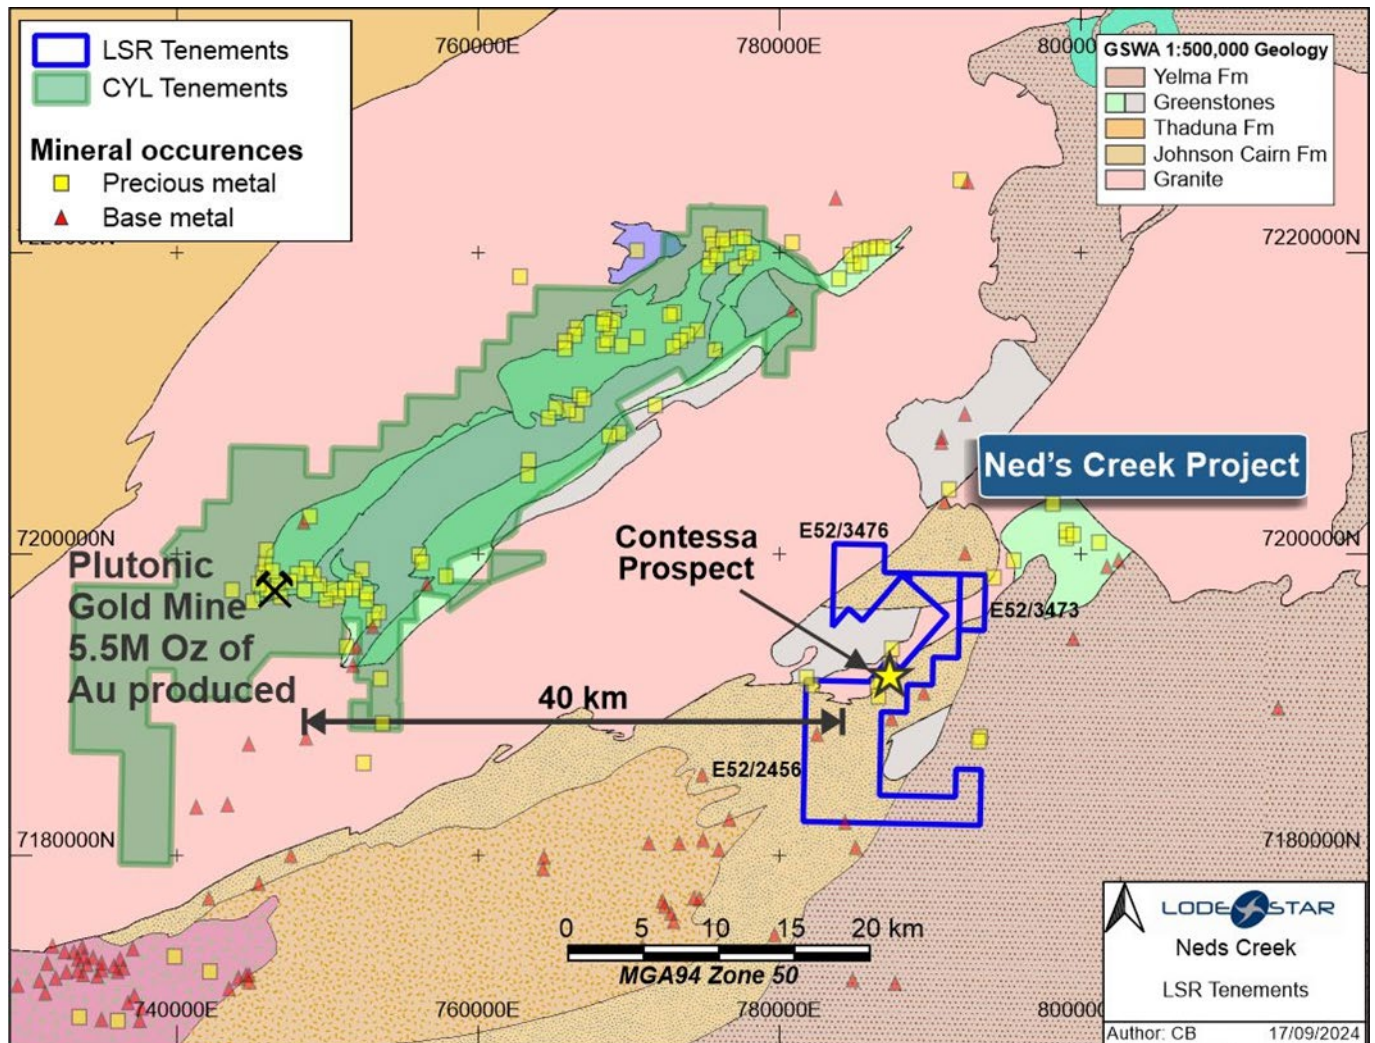 LSR Tenements
CYL Tenements
Mineral occurences
Precious metal
Base metal
760000E
780000E
GSWA 1:500,000 Geology
Yelma Fm
Greenstones
Thaduna Fm
Johnson Cairn Fm
Granite
7220000N
Ned's Creek Project
7200000N
Contessa
Prospect
E52/3476
E52/3473
Plutonic
Gold Mine
5.5M Oz of
Au produced
40 km
E52/2456
7180000N
7180000N
0 5 10 15 20 km
MGA94 Zone 50
740000E
760000E
780000E
LODESTAR
Neds Creek
LSR Tenements
Author: CB 17/09/2024